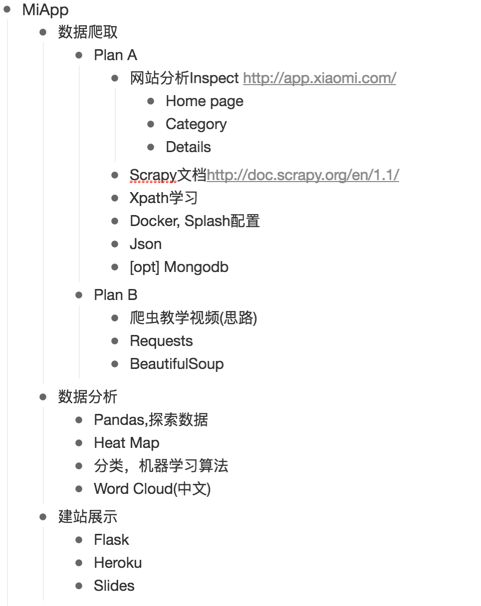 MiApp
数据爬取
Plan A
网站分析Inspect http://app.xiaomi.com/
Home page
Category
Details
Scrapy文档http://doc.scrapy.org/en/1.1/
Xpath学习
Docker, Splash配置
Json
[opt] Mongodb
Plan B
爬虫教学视频(思路)
Requests
BeautifulSoup
数据分析
Pandas,探索数据
Heat Map
分类，机器学习算法
Word Cloud(中文)
建站展示
Flask
Heroku
Slides